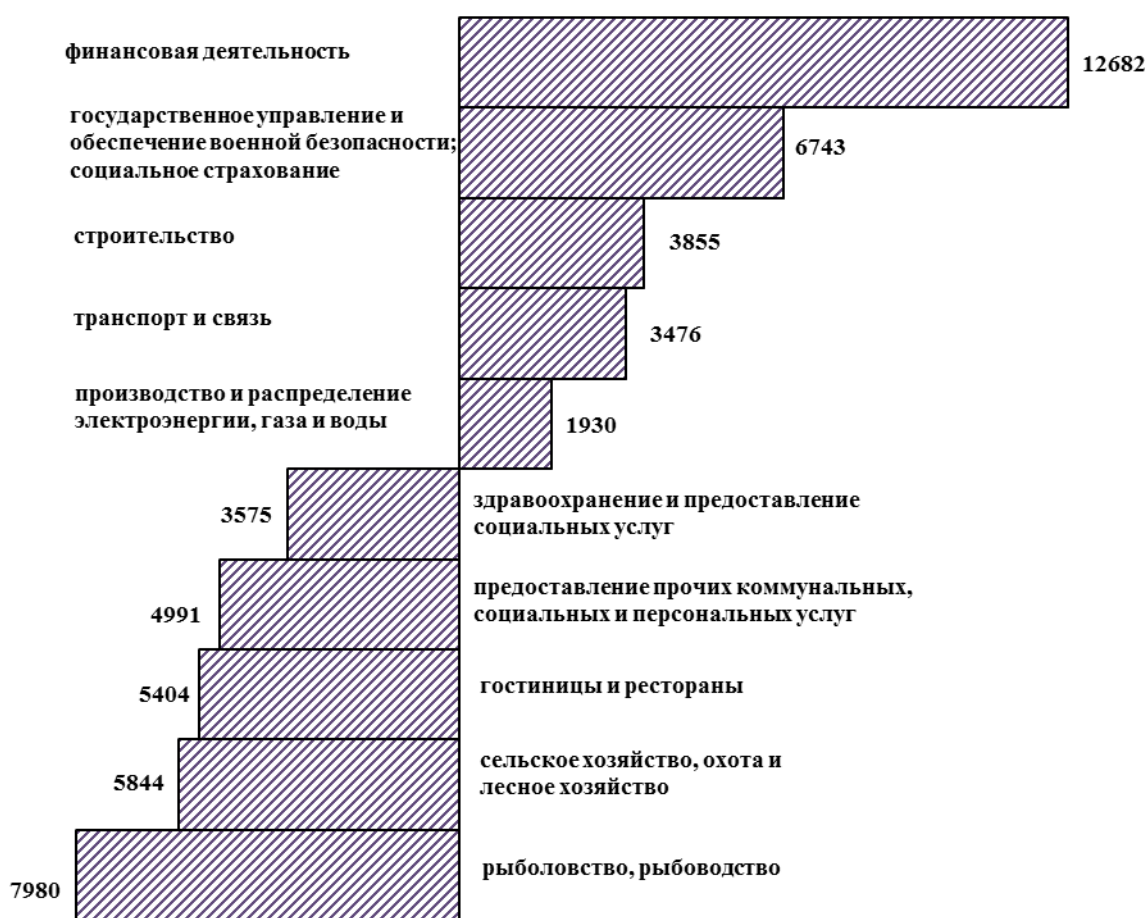 финансовая деятельность
12682
государственное управление и
обеспечение военной безопасности;
социальное страхование
6743
строительство
3855
транспорт и связь
3476
производство и распределение
электроэнергии, газа и воды
1930
3575
здравоохранение и предоставление
социальных услуг
4991
предоставление прочих коммунальных,
социальных и персональных услуг
5404
гостиницы и рестораны
5844
сельское хозяйство, охота и
лесное хозяйство
7980
рыболовство, рыбоводство